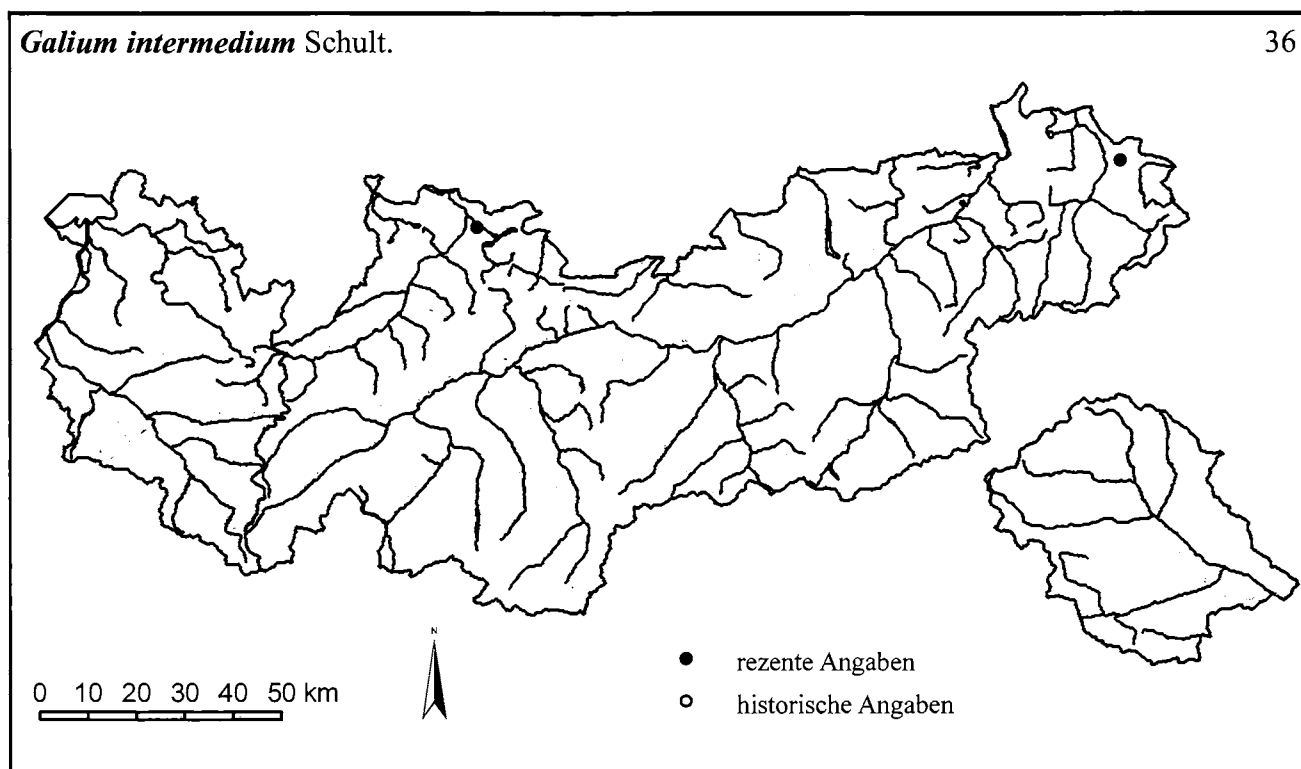 Galium intermedium Schult. 36
N
rezente Angaben
historische Angaben
0 10 20 30 40 50 km